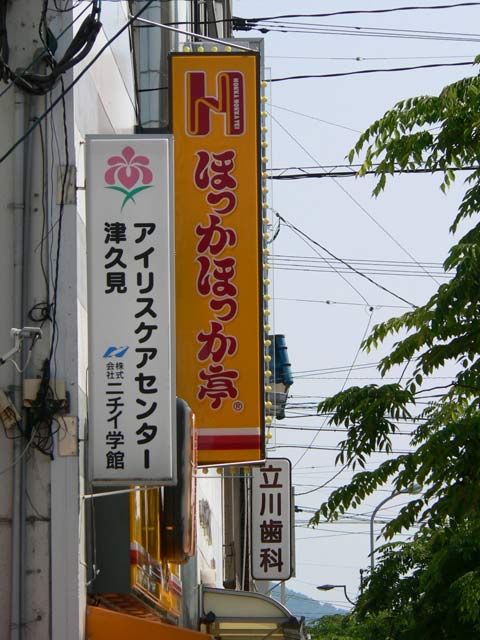 アイリスケアセンター
津久見
株式会社
ニチイ学館
HOKKA HOKKA TEI
ほっかほっか亭
®
立川歯科